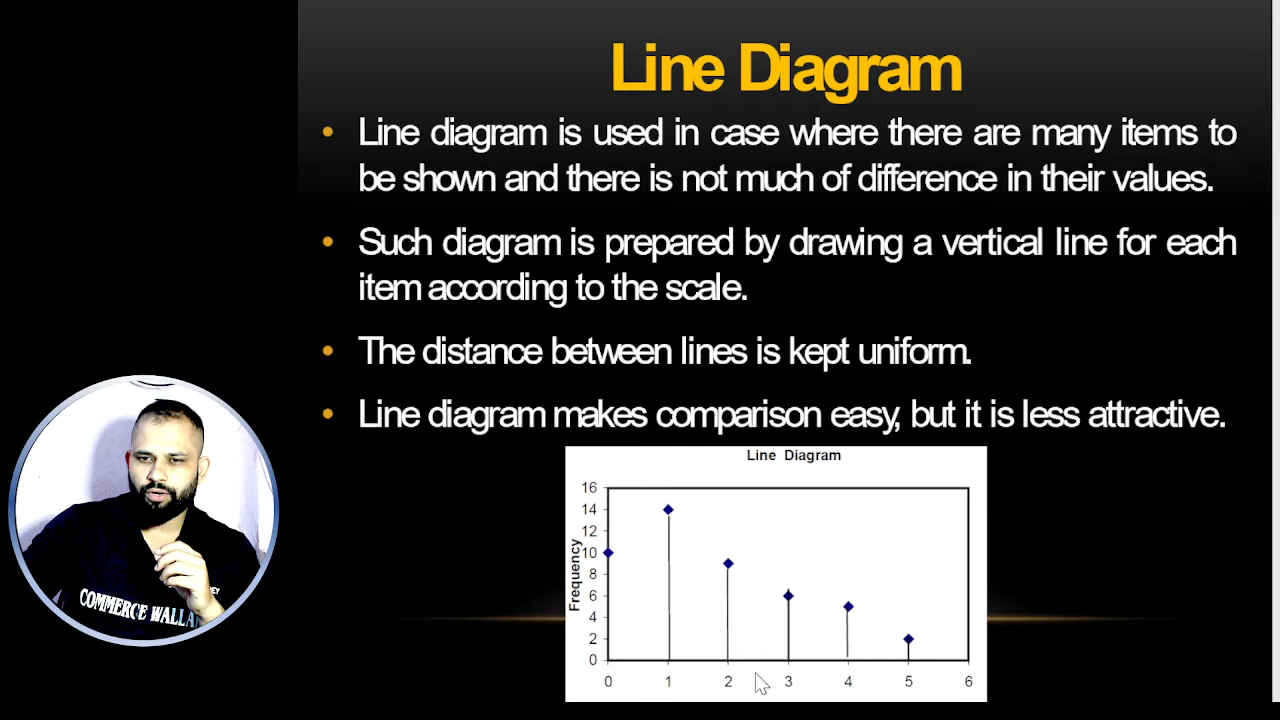 Line Diagram
• Line diagram is used in case where there are many items to
be shown and there is not much of difference in their values.
• Such diagram is prepared by drawing a vertical line for each
item according to the scale.
• The distance between lines is kept uniform.
• Line diagram makes comparison easy, but it is less attractive.
Line Diagram
16
14
12
10
8
6
4
2
0
Frequency
0 1 2 3 4 5 6
COMMERCE WALLAH